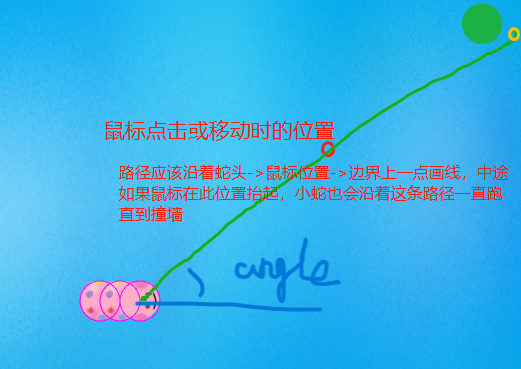 鼠标点击或移动时的位置
路径应该沿着蛇头->鼠标位置->边界上一点画线，中途
如果鼠标在此位置抬起，小蛇也会沿着这条路径一直跑
直到撞墙
angle